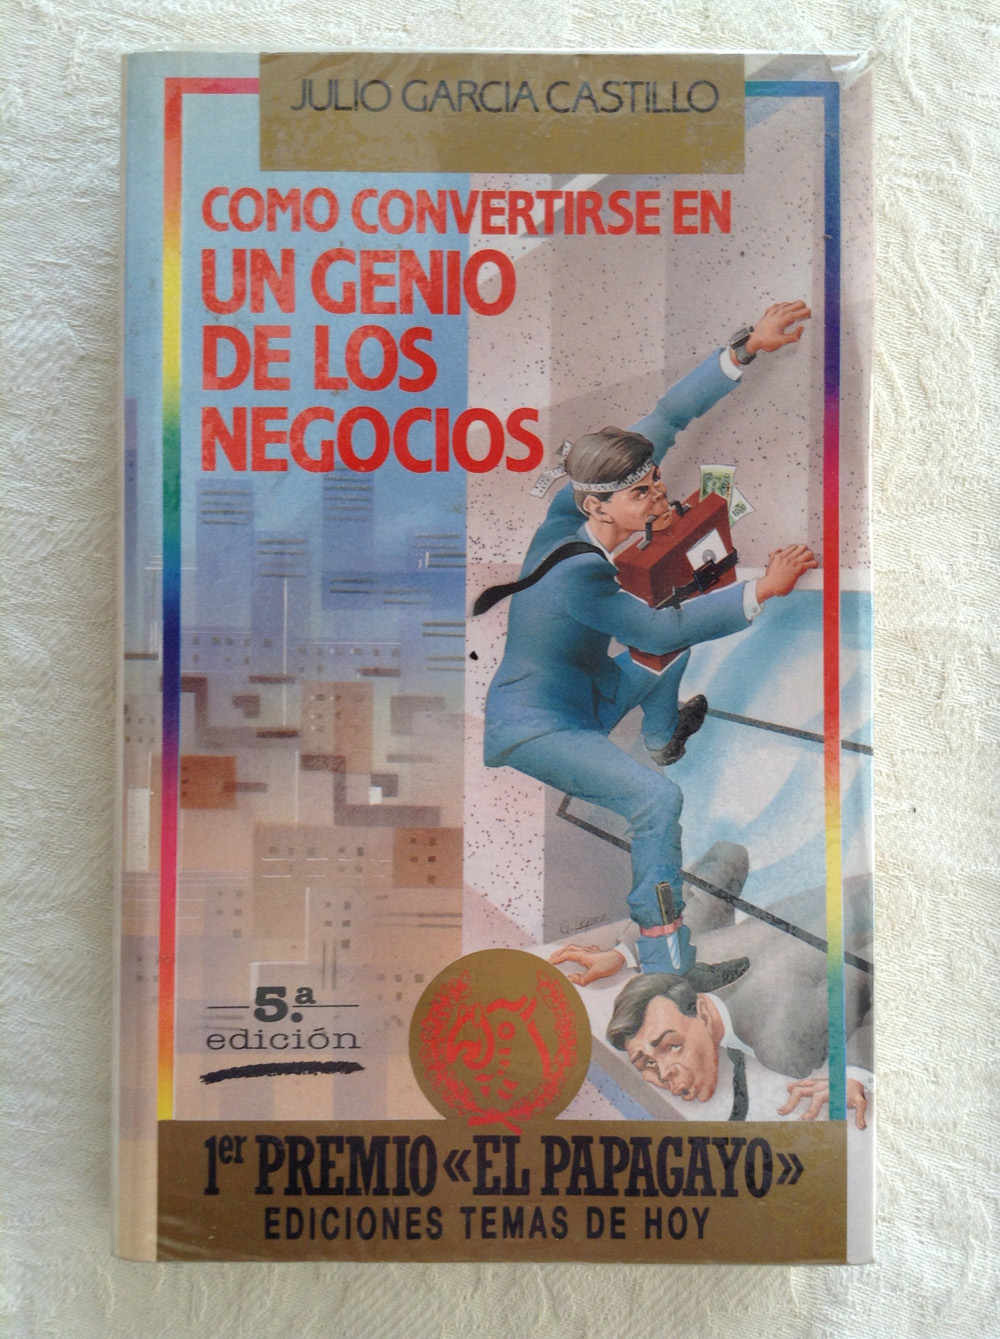 JULIO GARCIA CASTILLO
COMO CONVERTIRSE EN
UN GENIO
DE LOS
NEGOCIOS
5.ª
edición
1er PREMIO «EL PAPAGAYO»
EDICIONES TEMAS DE HOY